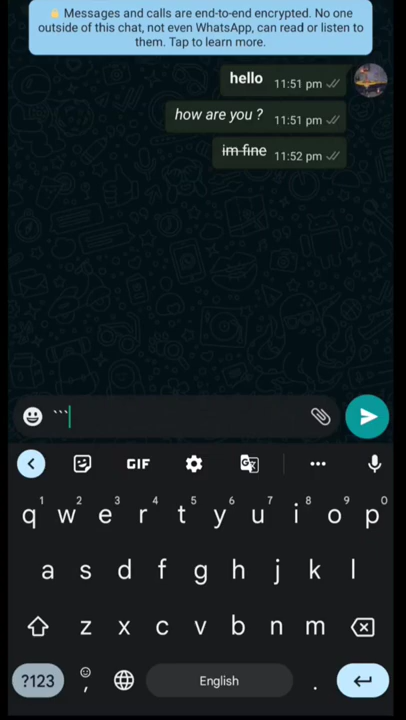 🔒 Messages and calls are end-to-end encrypted. No one
outside of this chat, not even WhatsApp, can read or listen to
them. Tap to learn more.
hello 11:51 pm
how are you ? 11:51 pm
im fine 11:52 pm
```
GIF
1 2 3 4 5 6 7 8 9 0
q w e r t y u i o p
a s d f g h j k l
z x c v b n m
?123 , English .